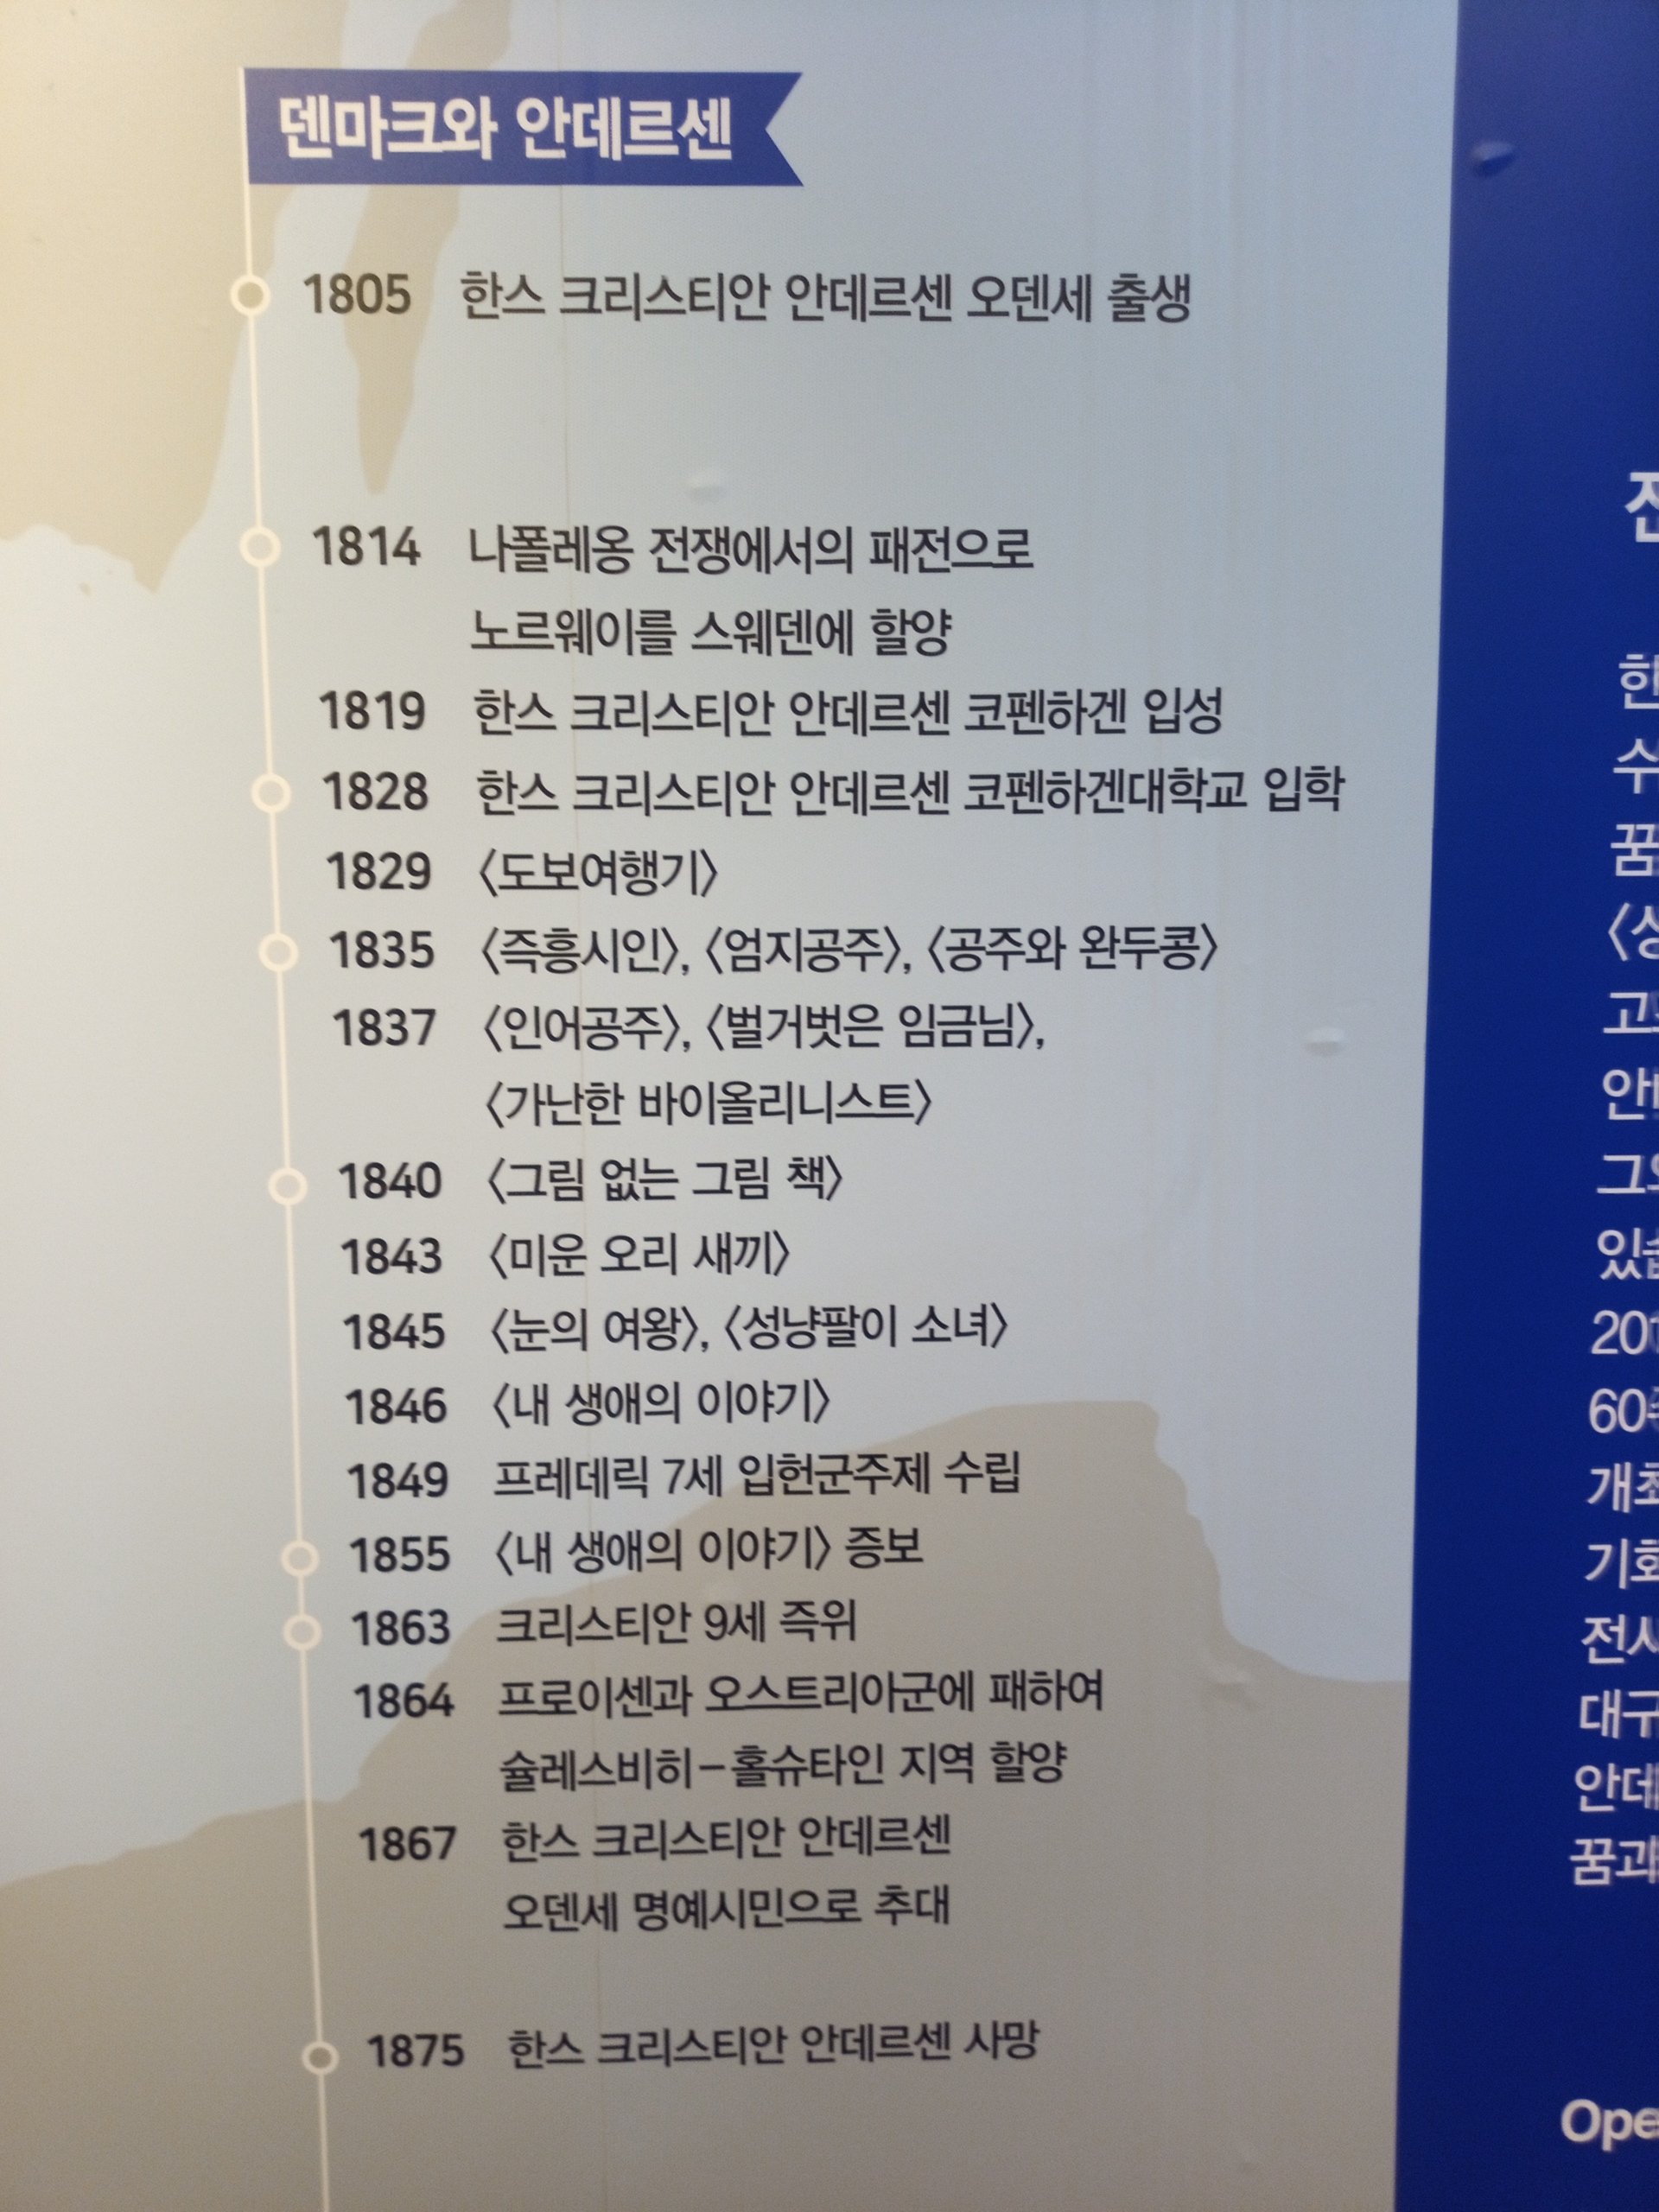 덴마크와 안데르센
1805 한스 크리스티안 안데르센 오덴세 출생
1814 나폴레옹 전쟁에서의 패전으로
노르웨이를 스웨덴에 할양
1819 한스 크리스티안 안데르센 코펜하겐 입성
1828 한스 크리스티안 안데르센 코펜하겐대학교 입학
1829 〈도보여행기〉
1835 〈즉흥시인〉, 〈엄지공주〉, 〈공주와 완두콩〉
1837 〈인어공주〉, 〈벌거벗은 임금님〉,
〈가난한 바이올리니스트〉
1840 〈그림 없는 그림 책〉
1843 〈미운 오리 새끼〉
1845 〈눈의 여왕〉, 〈성냥팔이 소녀〉
1846 〈내 생애의 이야기〉
1849 프레데릭 7세 입헌군주제 수립
1855 〈내 생애의 이야기〉 증보
1863 크리스티안 9세 즉위
1864 프로이센과 오스트리아군에 패하여
슐레스비히-홀슈타인 지역 할양
1867 한스 크리스티안 안데르센
오덴세 명예시민으로 추대
1875 한스 크리스티안 안데르센 사망